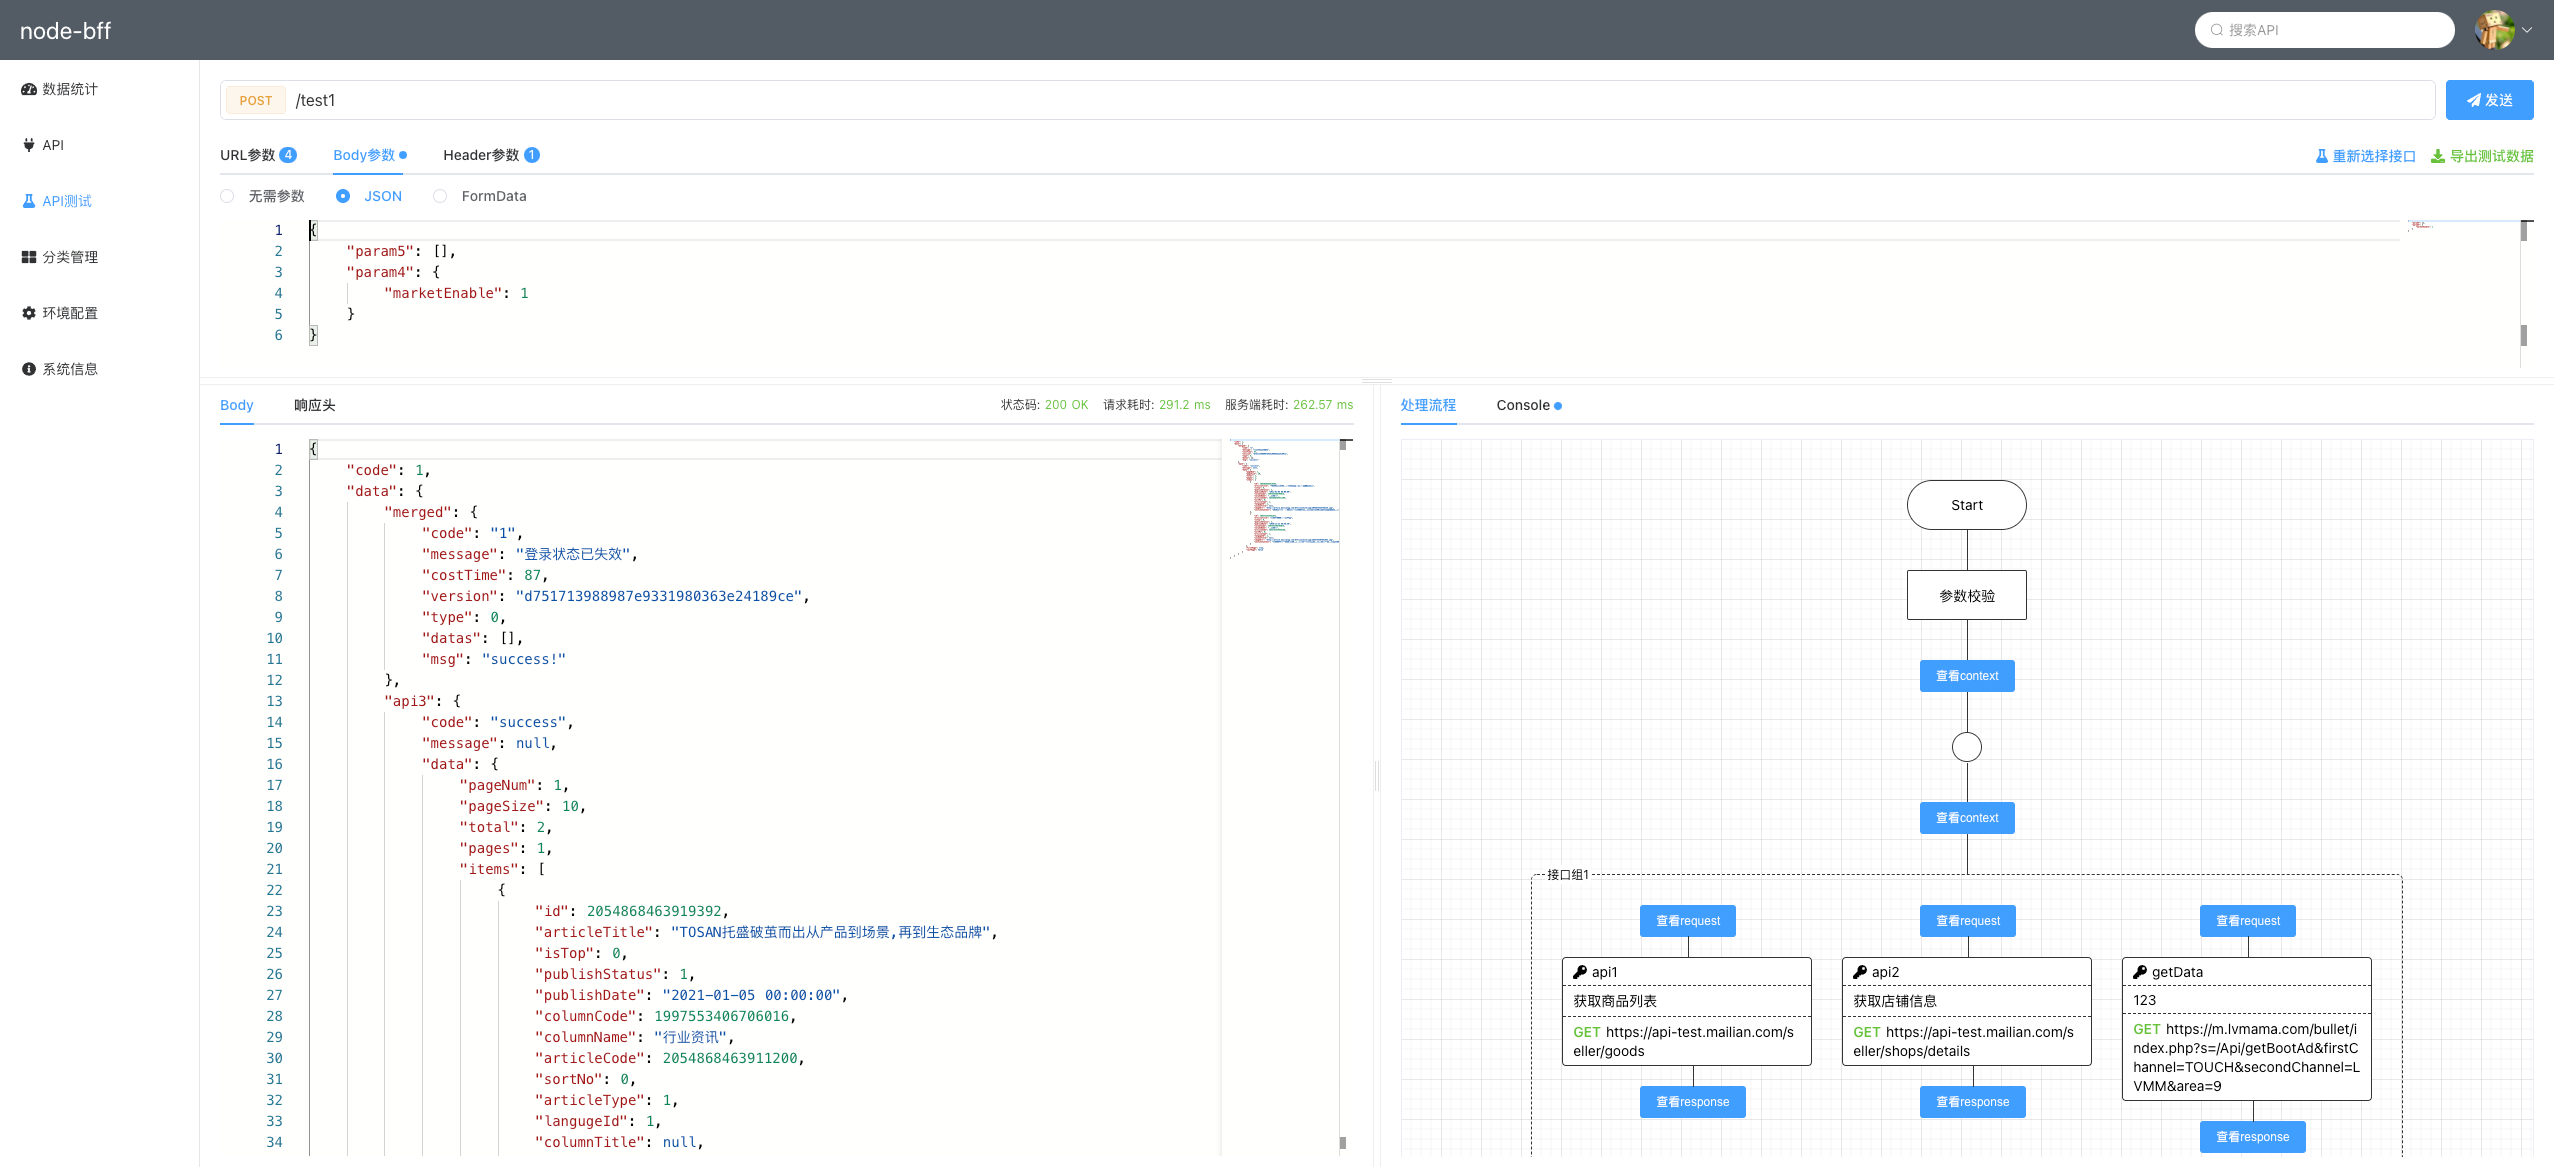 node-bff
搜索API
数据统计
API
API测试
分类管理
环境配置
系统信息
POST /test1
发送
URL参数 4 Body参数 Header参数 1
重新选择接口 导出测试数据
无需参数 JSON FormData
1 {
2 "param5": [],
3 "param4": {
4 "marketEnable": 1
5 }
6 }
Body 响应头 状态码: 200 OK 请求耗时: 291.2 ms 服务端耗时: 262.57 ms
1 {
2 "code": 1,
3 "data": {
4 "merged": {
5 "code": "1",
6 "message": "登录状态已失效",
7 "costTime": 87,
8 "version": "d751713988987e9331980363e24189ce",
9 "type": 0,
10 "datas": [],
11 "msg": "success!"
12 },
13 "api3": {
14 "code": "success",
15 "message": null,
16 "data": {
17 "pageNum": 1,
18 "pageSize": 10,
19 "total": 2,
20 "pages": 1,
21 "items": [
22 {
23 "id": 2054868463919392,
24 "articleTitle": "TOSAN托盛破茧而出从产品到场景,再到生态品牌",
25 "isTop": 0,
26 "publishStatus": 1,
27 "publishDate": "2021-01-05 00:00:00",
28 "columnCode": 1997553406706016,
29 "columnName": "行业资讯",
30 "articleCode": 2054868463911200,
31 "sortNo": 0,
32 "articleType": 1,
33 "langugeId": 1,
34 "columnTitle": null,
处理流程 Console
Start
参数校验
查看context
查看context
接口组1
查看request 查看request 查看request
api1
获取商品列表
GET https://api-test.mailian.com/s
eller/goods
查看response
api2
获取店铺信息
GET https://api-test.mailian.com/s
eller/shops/details
查看response
getData
123
GET https://m.lvmama.com/bullet/i
ndex.php?s=/Api/getBootAd&firstC
hannel=TOUCH&secondChannel=L
VMM&area=9
查看response